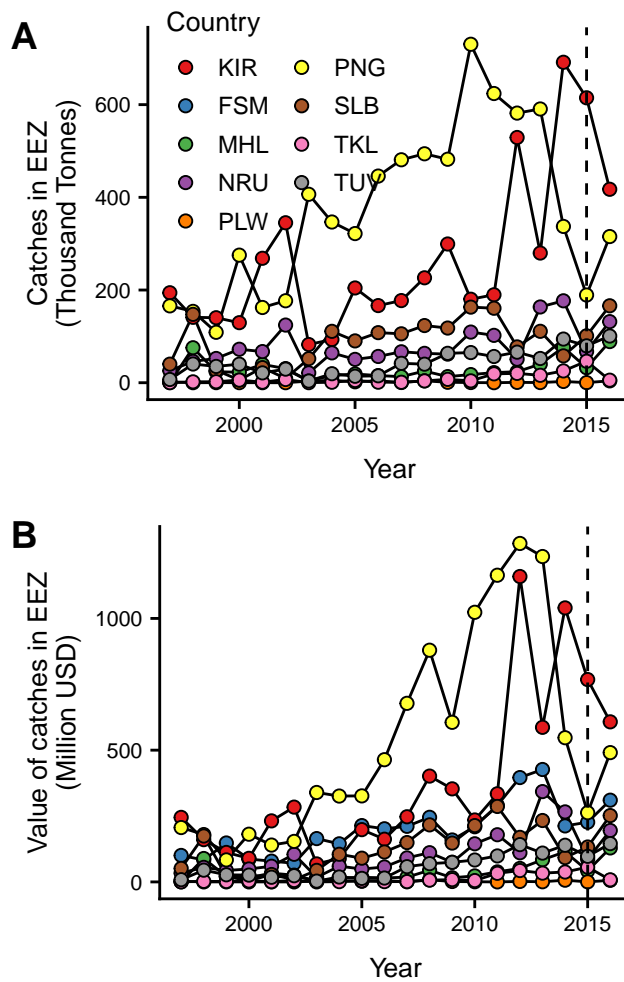 A
Country
KIR
PNG
FSM
SLB
MHL
TKL
NRU
TUV
PLW
Catches in EEZ
(Thousand Tonnes)
600
400
200
0
2000
2005
2010
2015
Year
B
Value of catches in EEZ
(Million USD)
1000
500
0
2000
2005
2010
2015
Year